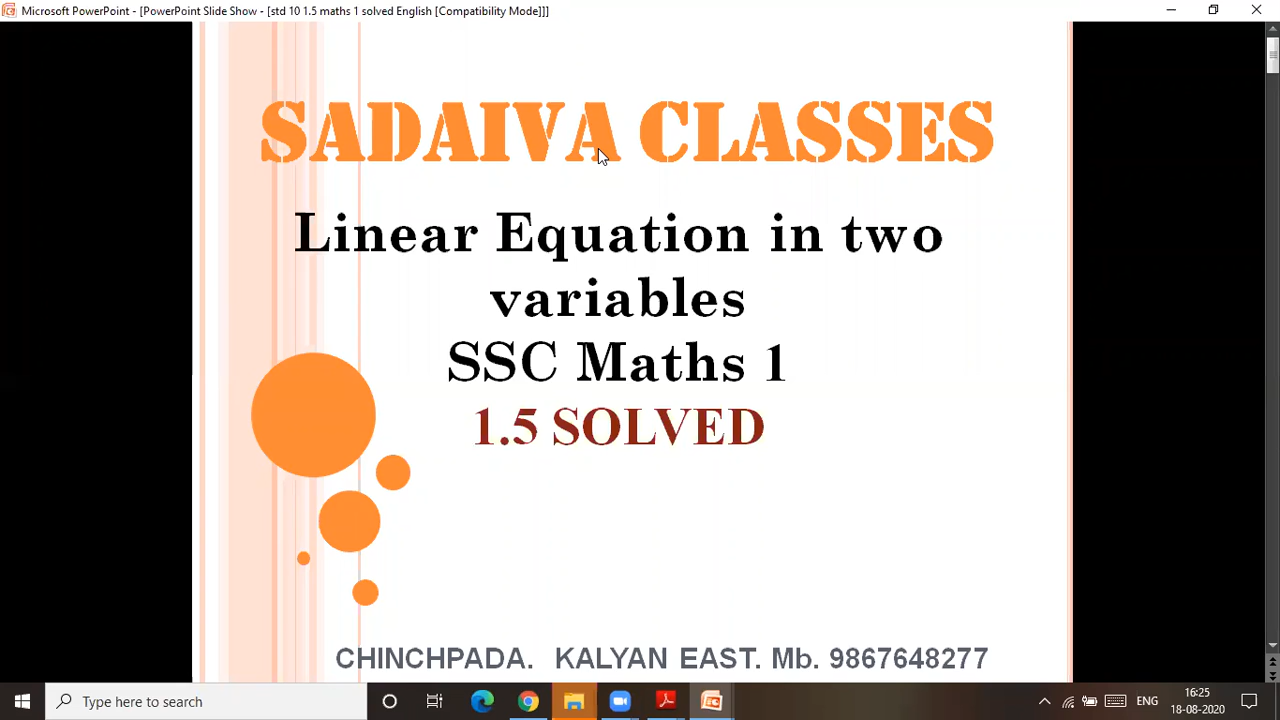 Microsoft PowerPoint - [PowerPoint Slide Show - [std 10 1.5 maths 1 solved English [Compatibility Mode]]]
SADAIVA CLASSES
Linear Equation in two
variables
SSC Maths 1
1.5 SOLVED
CHINCHPADA. KALYAN EAST. Mb. 9867648277
Type here to search
ENG
16:25
18-08-2020